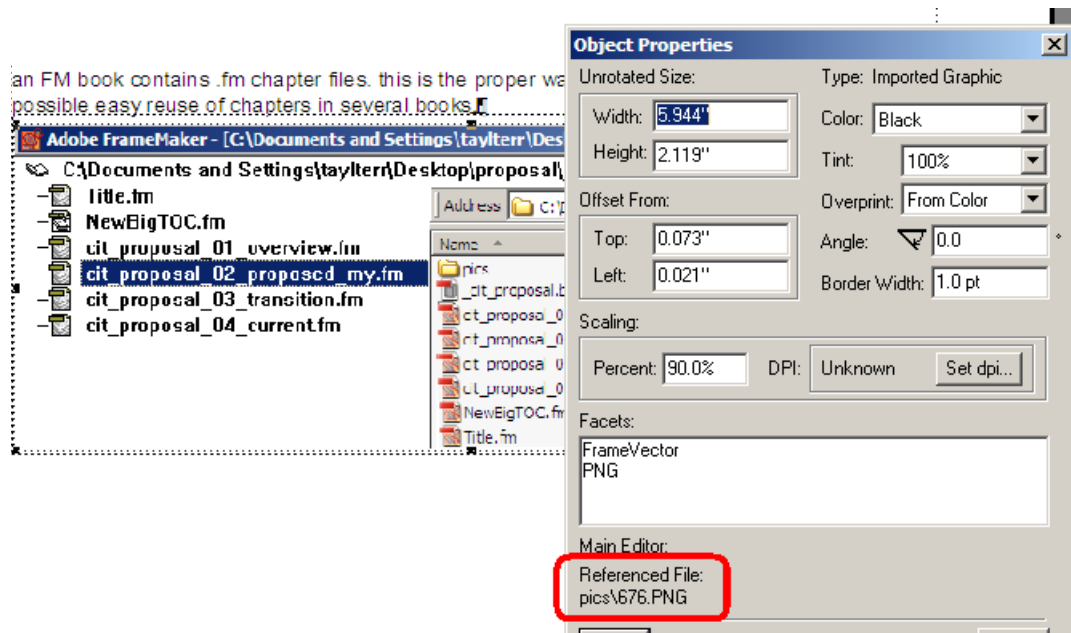 an FM book contains .fm chapter files. this is the proper wa
possible easy reuse of chapters in several books.¶
Adobe FrameMaker - [C:\Documents and Settings\taylterr\Des
C:\Documents and Settings\taylterr\Desktop\proposal\
Title.fm
NewBigTOC.fm
cit_proposal_01_overview.fm
cit_proposal_02_proposed_my.fm
cit_proposal_03_transition.fm
cit_proposal_04_current.fm
Address C:\
Name
pics
_cit_proposal.b
cit_proposal_0
cit_proposal_0
cit_proposal_0
cit_proposal_0
NewBigTOC.fm
Title.fm
Object Properties
Unrotated Size:
Width: 5.944"
Height: 2.119"
Type: Imported Graphic
Color: Black
Tint: 100%
Offset From:
Top: 0.073"
Left: 0.021"
Overprint: From Color
Angle: 0.0 °
Border Width: 1.0 pt
Scaling:
Percent: 90.0% DPI: Unknown Set dpi...
Facets:
FrameVector
PNG
Main Editor:
Referenced File:
pics\676.PNG